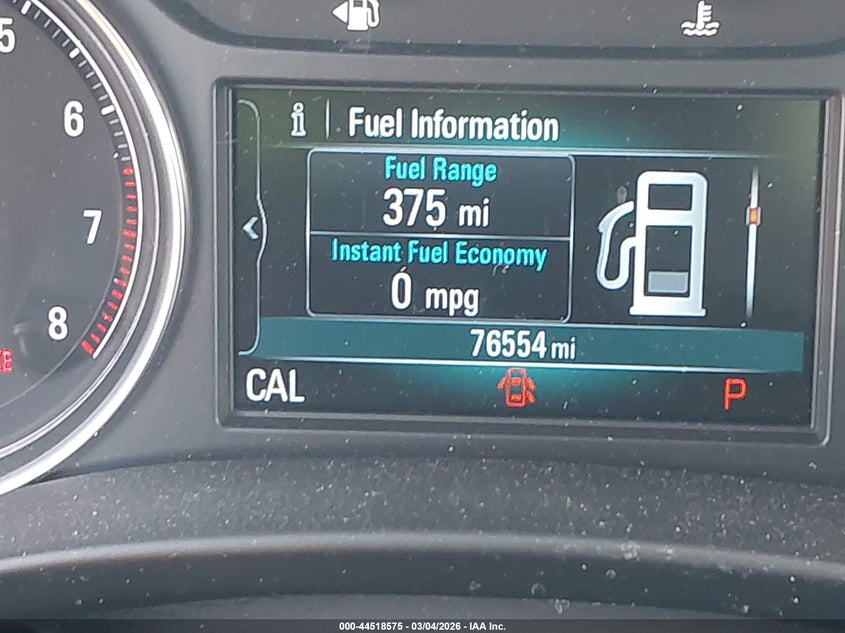 5
6
7
8
i
Fuel Information
Fuel Range
375 mi
Instant Fuel Economy
0 mpg
76554 mi
CAL
P
000-44518575 - 03/04/2026 - IAA Inc.